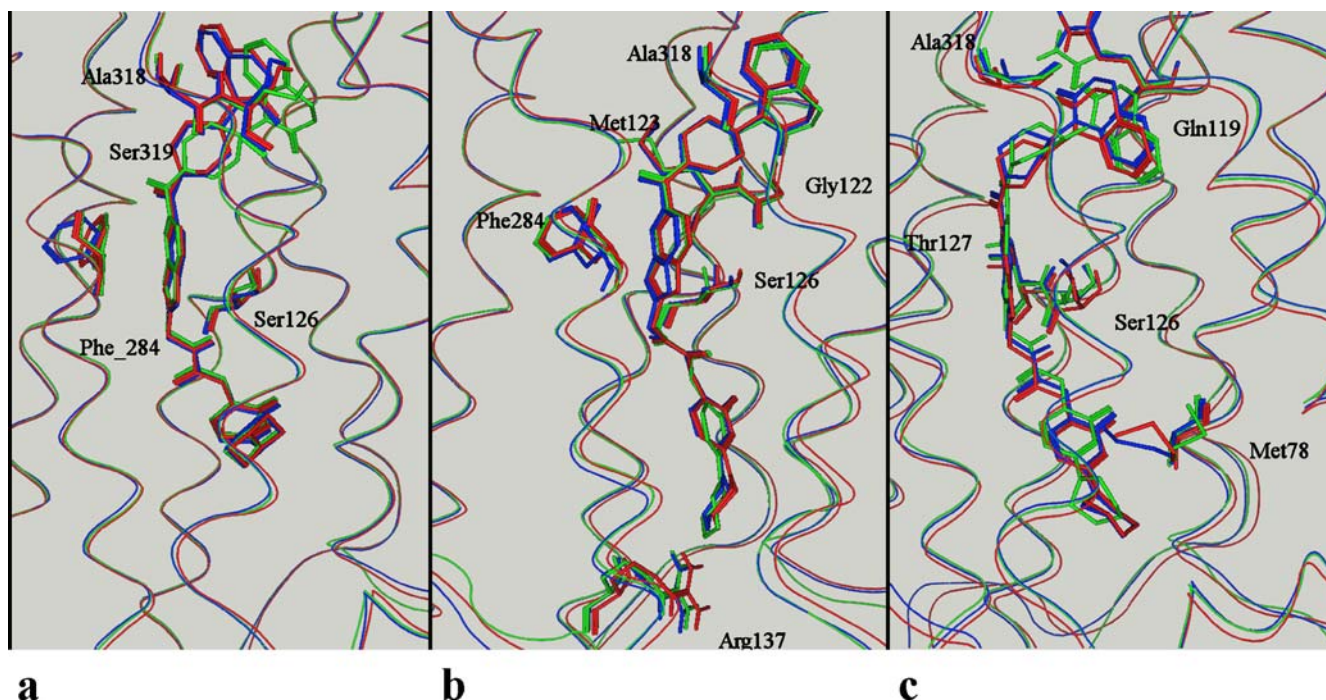 Ala318
Ser319
Phe_284
Ser126
a
Ala318
Met123
Gly122
Phe284
Ser126
Arg137
b
Ala318
Gln119
Thr127
Ser126
Met78
c